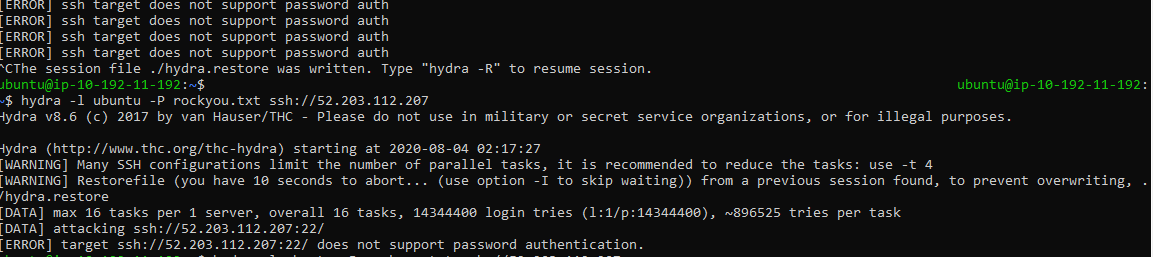 [ERROR] ssh target does not support password auth
[ERROR] ssh target does not support password auth
[ERROR] ssh target does not support password auth
[ERROR] ssh target does not support password auth
^CThe session file ./hydra.restore was written. Type "hydra -R" to resume session.
ubuntu@ip-10-192-11-192:~$ ubuntu@ip-10-192-11-192:
~$ hydra -l ubuntu -P rockyou.txt ssh://52.203.112.207
Hydra v8.6 (c) 2017 by van Hauser/THC - Please do not use in military or secret service organizations, or for illegal purposes.
Hydra (http://www.thc.org/thc-hydra) starting at 2020-08-04 02:17:27
[WARNING] Many SSH configurations limit the number of parallel tasks, it is recommended to reduce the tasks: use -t 4
[WARNING] Restorefile (you have 10 seconds to abort... (use option -I to skip waiting)) from a previous session found, to prevent overwriting, .
/hydra.restore
[DATA] max 16 tasks per 1 server, overall 16 tasks, 14344400 login tries (l:1/p:14344400), ~896525 tries per task
[DATA] attacking ssh://52.203.112.207:22/
[ERROR] target ssh://52.203.112.207:22/ does not support password authentication.